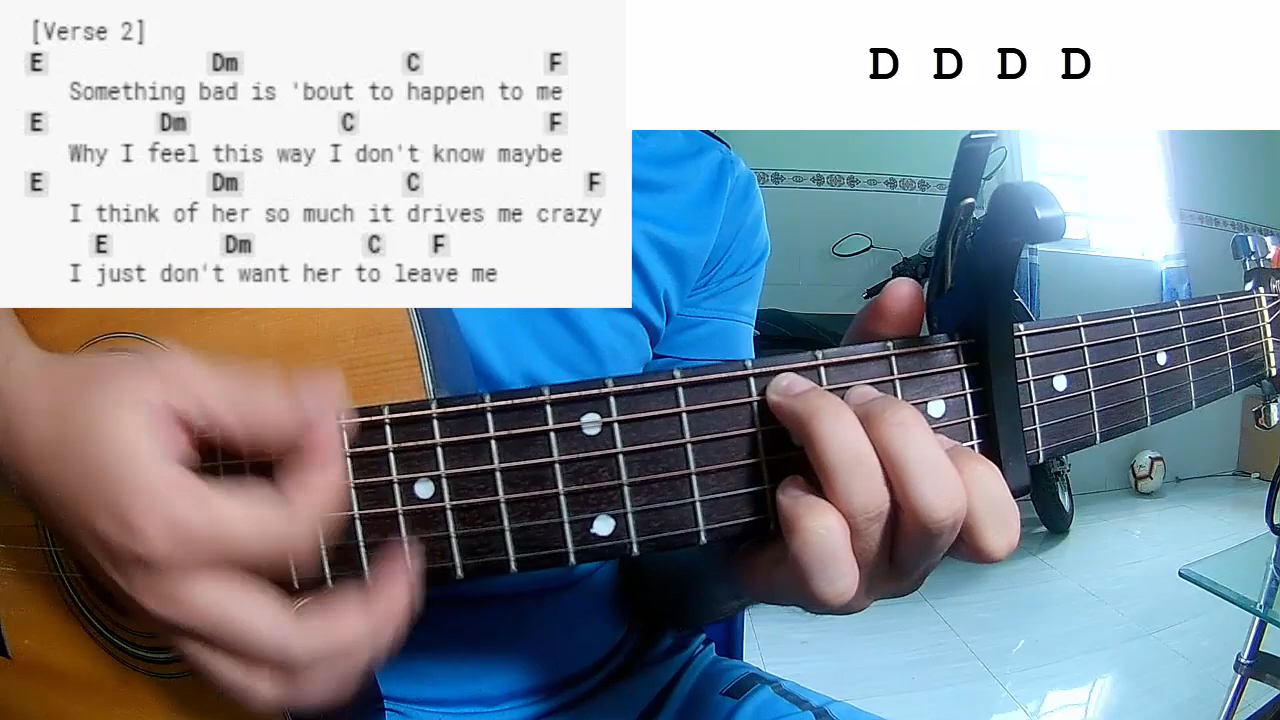 [Verse 2]
E Dm C F
Something bad is 'bout to happen to me
E Dm C F
Why I feel this way I don't know maybe
E Dm C F
I think of her so much it drives me crazy
E Dm C F
I just don't want her to leave me
D D D D